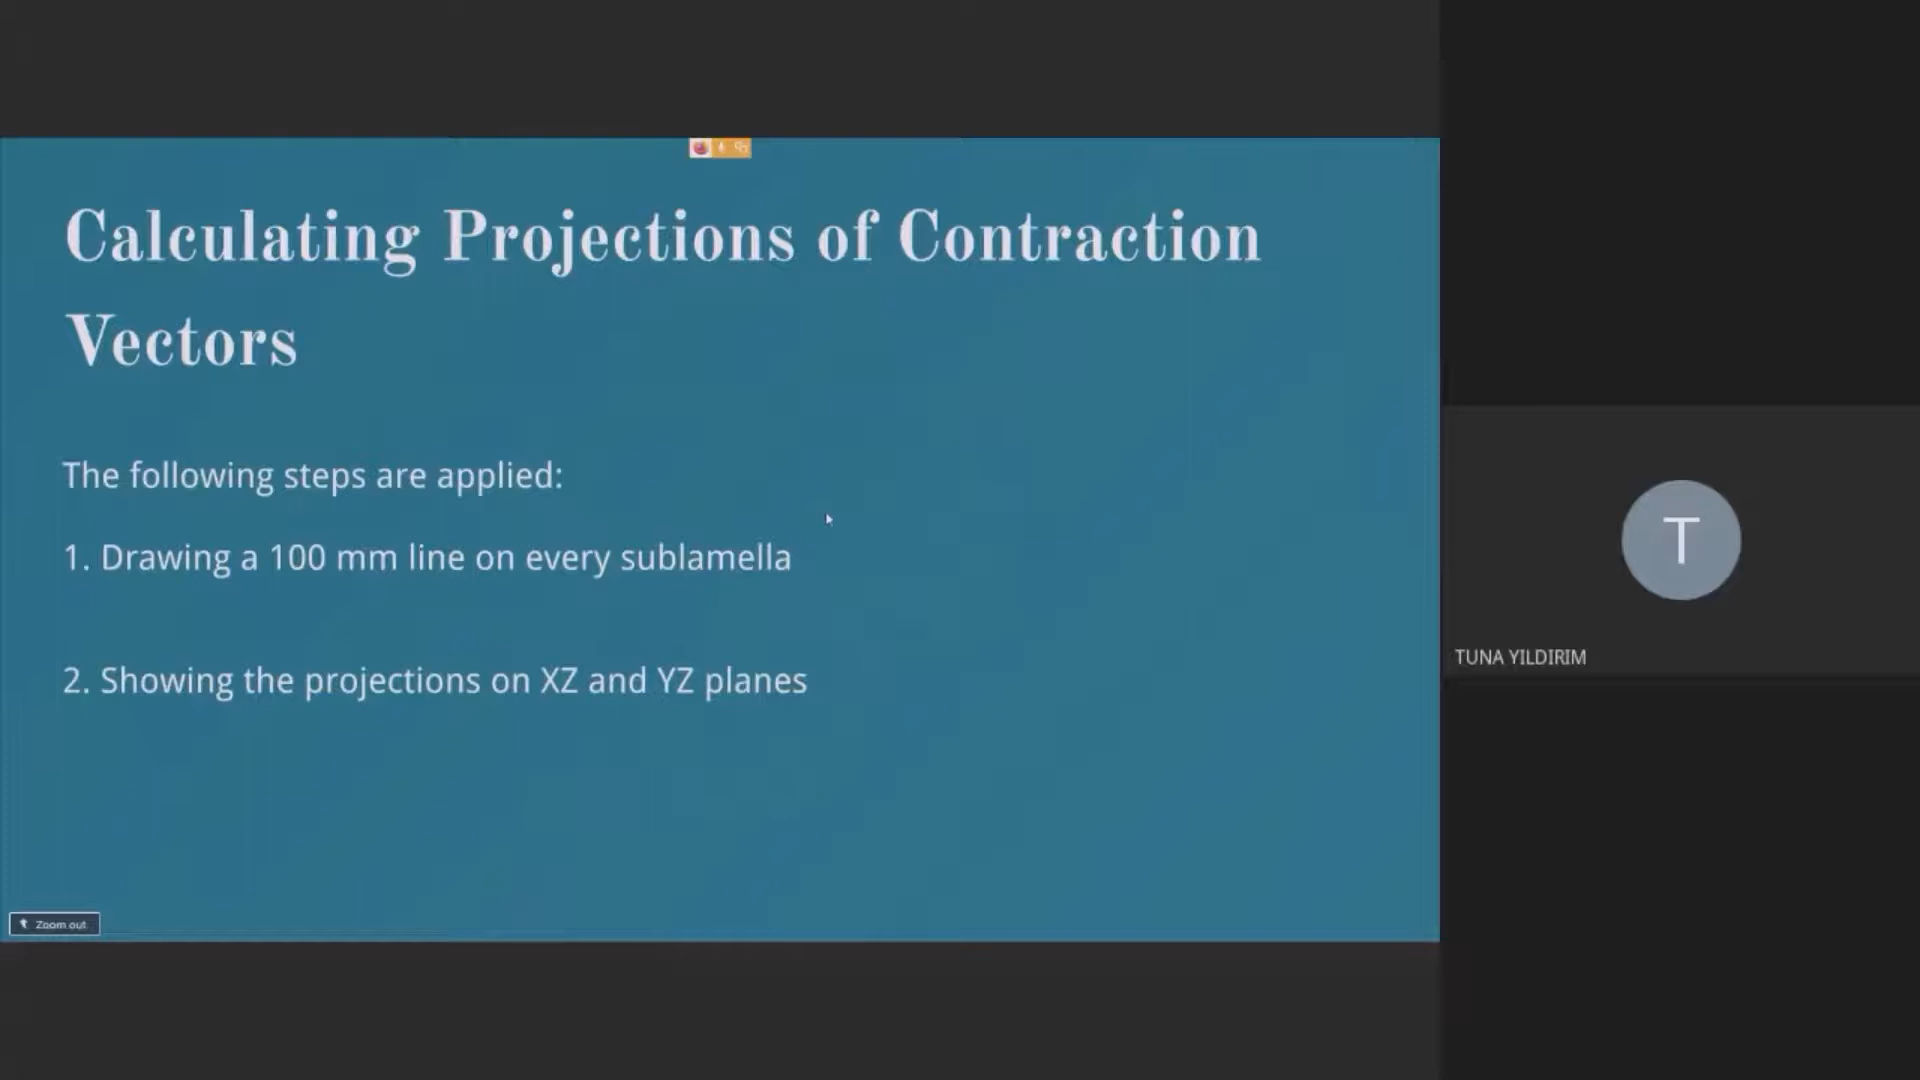 Calculating Projections of Contraction
Vectors
The following steps are applied:
1. Drawing a 100 mm line on every sublamella
2. Showing the projections on XZ and YZ planes
Zoom out
T
TUNA YILDIRIM